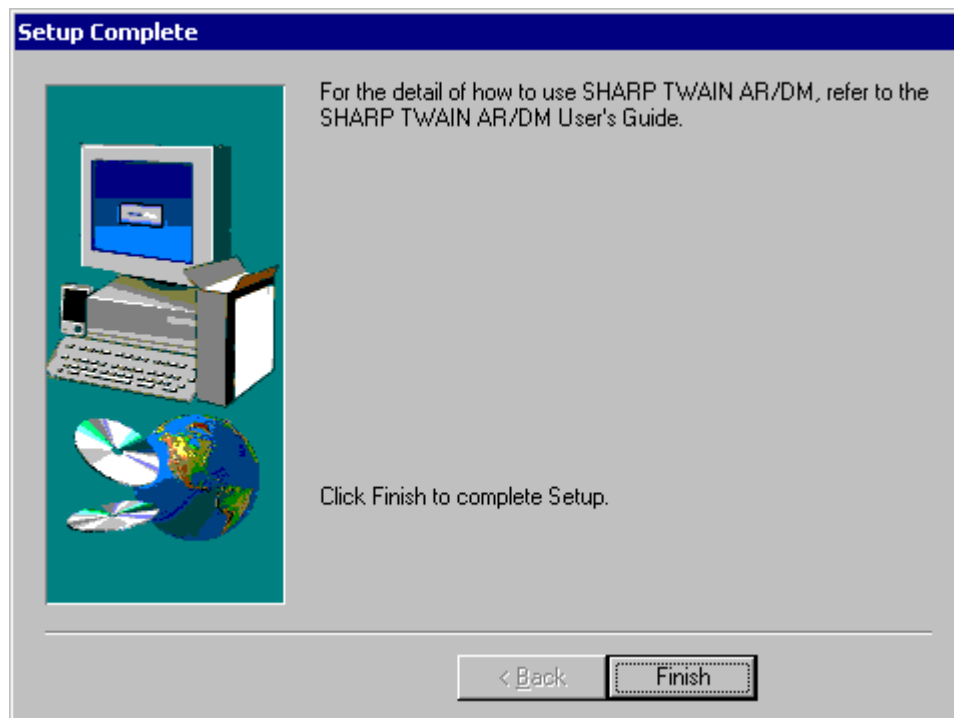 Setup Complete
For the detail of how to use SHARP TWAIN AR/DM, refer to the
SHARP TWAIN AR/DM User's Guide.
Click Finish to complete Setup.
< Back
Finish